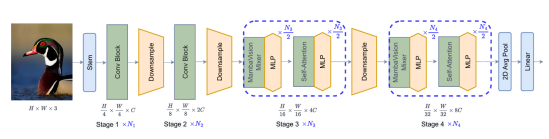 H × W × 3
Stem
Conv Block
Downsample
Conv Block
Downsample
MambaVision Mixer
MLP
× N₃/2
Self-Attention
MLP
× N₃/2
Downsample
MambaVision Mixer
MLP
× N₄/2
Self-Attention
MLP
× N₄/2
2D Avg Pool
Linear
H/4 × W/4 × C
H/8 × W/8 × 2C
H/16 × W/16 × 4C
H/32 × W/32 × 8C
Stage 1 × N₁
Stage 2 × N₂
Stage 3 × N₃
Stage 4 × N₄